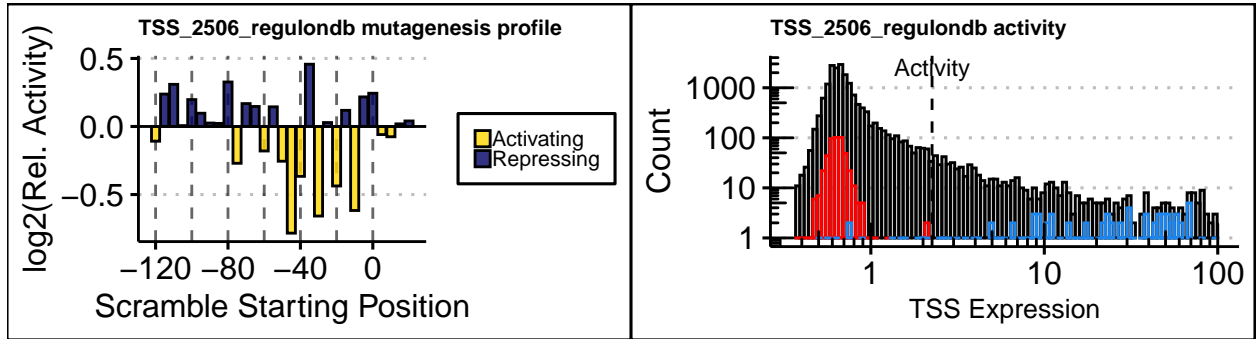 TSS_2506_regulondb mutagenesis profile
log2(Rel. Activity)
0.5
0.0
−0.5
−120 −80 −40 0
Scramble Starting Position
Activating
Repressing
TSS_2506_regulondb activity
Activity
Count
1000
100
10
1
1 10 100
TSS Expression